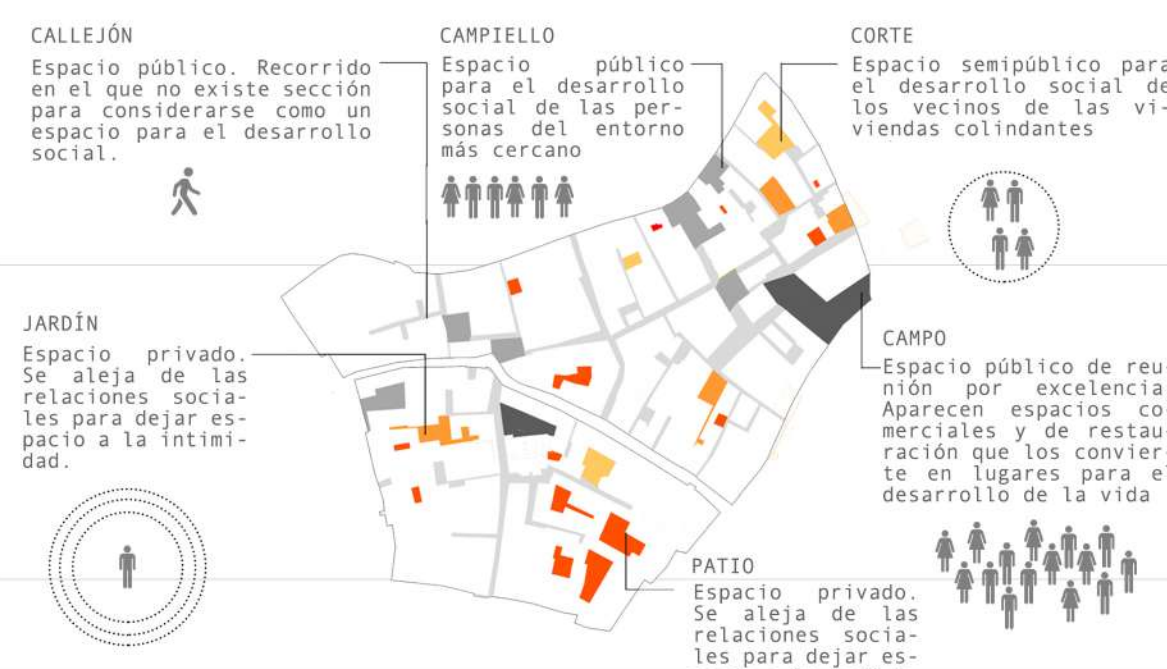 CALLEJÓN
Espacio público. Recorrido
en el que no existe sección
para considerarse como un
espacio para el desarrollo
social.
CAMPIELLO
Espacio público
para el desarrollo
social de las per-
sonas del entorno
más cercano
CORTE
Espacio semipúblico para
el desarrollo social de
los vecinos de las vi-
viendas colindantes
JARDÍN
Espacio privado.
Se aleja de las
relaciones socia-
les para dejar es-
pacio a la intimi-
dad.
CAMPO
Espacio público de reu-
nión por excelencia
Aparecen espacios co
merciales y de restau-
ración que los convier-
te en lugares para el
desarrollo de la vida
PATIO
Espacio privado.
Se aleja de las
relaciones socia-
les para dejar es-